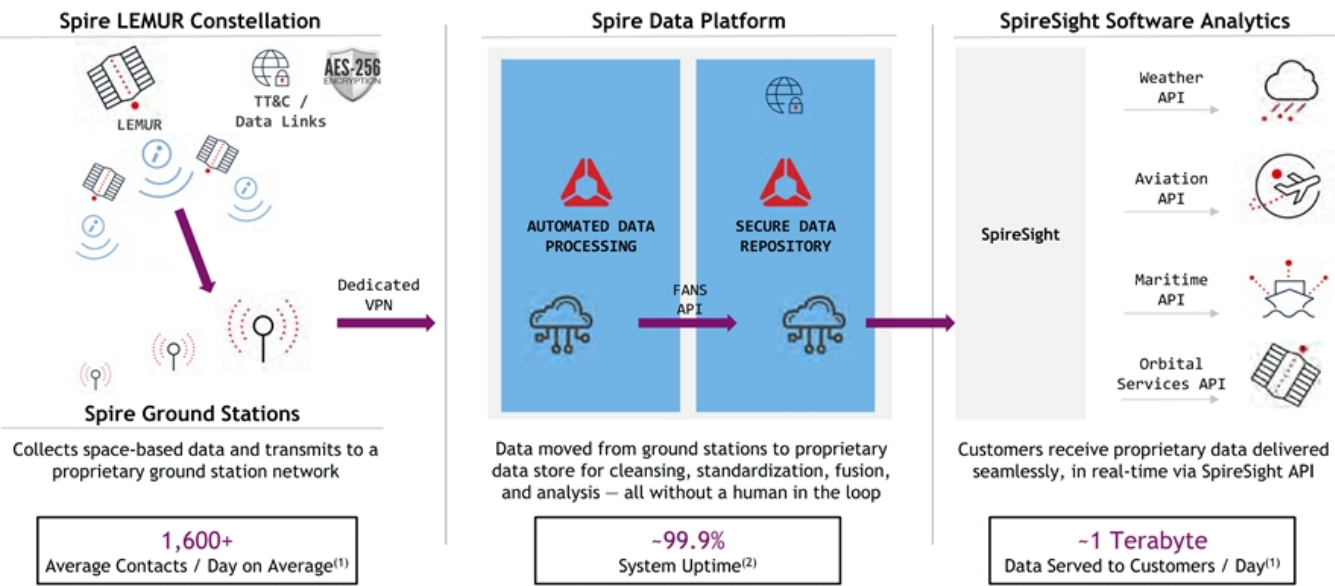 Spire LEMUR Constellation
AES-256
ENCRYPTION
TT&C /
Data Links
LEMUR
Dedicated
VPN
Spire Ground Stations
Collects space-based data and transmits to a
proprietary ground station network
1,600+
Average Contacts / Day on Average(1)
Spire Data Platform
AUTOMATED DATA
PROCESSING
SECURE DATA
REPOSITORY
FANS
API
Data moved from ground stations to proprietary
data store for cleansing, standardization, fusion,
and analysis — all without a human in the loop
~99.9%
System Uptime(2)
SpireSight Software Analytics
SpireSight
Weather
API
Aviation
API
Maritime
API
Orbital
Services API
Customers receive proprietary data delivered
seamlessly, in real-time via SpireSight API
~1 Terabyte
Data Served to Customers / Day(1)